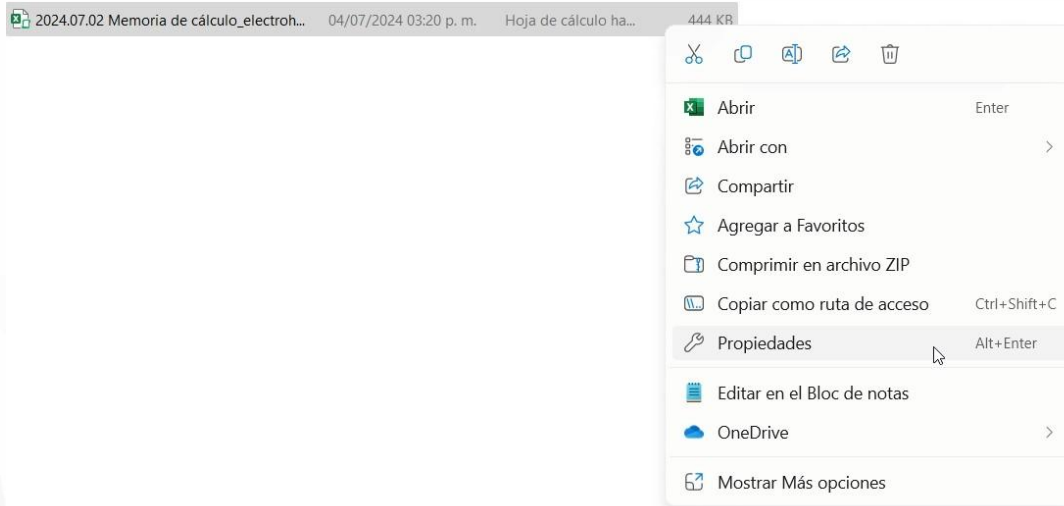 2024.07.02 Memoria de cálculo_electroh... 04/07/2024 03:20 p. m. Hoja de cálculo ha... 444 KB
Abrir Enter
Abrir con
Compartir
Agregar a Favoritos
Comprimir en archivo ZIP
Copiar como ruta de acceso Ctrl+Shift+C
Propiedades Alt+Enter
Editar en el Bloc de notas
OneDrive
Mostrar Más opciones